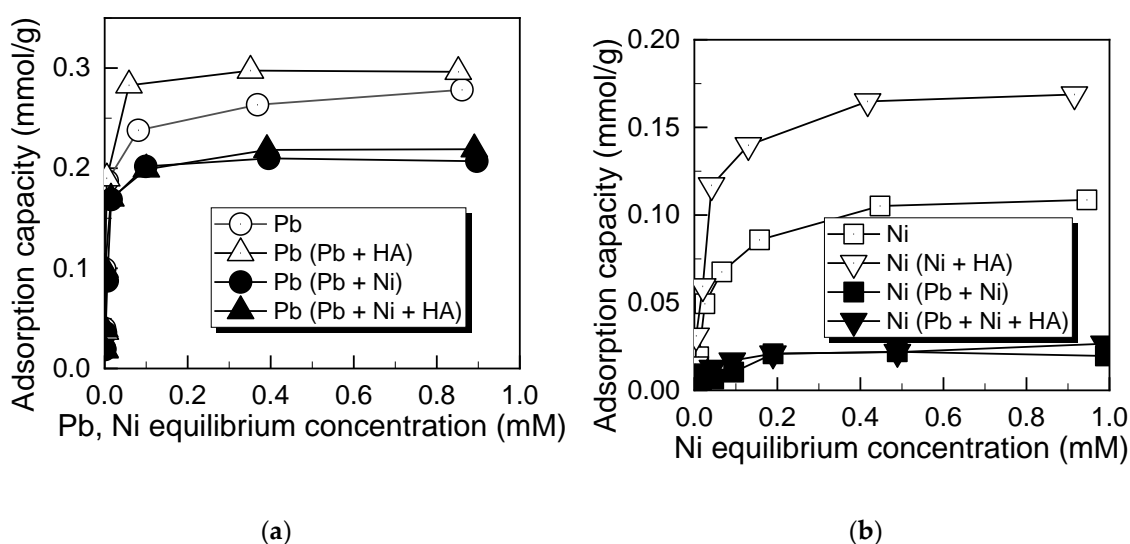 Adsorption capacity (mmol/g)
0.3
0.2
0.1
0.0
Pb
Pb (Pb + HA)
Pb (Pb + Ni)
Pb (Pb + Ni + HA)
0.0 0.2 0.4 0.6 0.8 1.0
Pb, Ni equilibrium concentration (mM)
(a)
Adsorption capacity (mmol/g)
0.20
0.15
0.10
0.05
0.00
Ni
Ni (Ni + HA)
Ni (Pb + Ni)
Ni (Pb + Ni + HA)
0.0 0.2 0.4 0.6 0.8 1.0
Ni equilibrium concentration (mM)
(b)